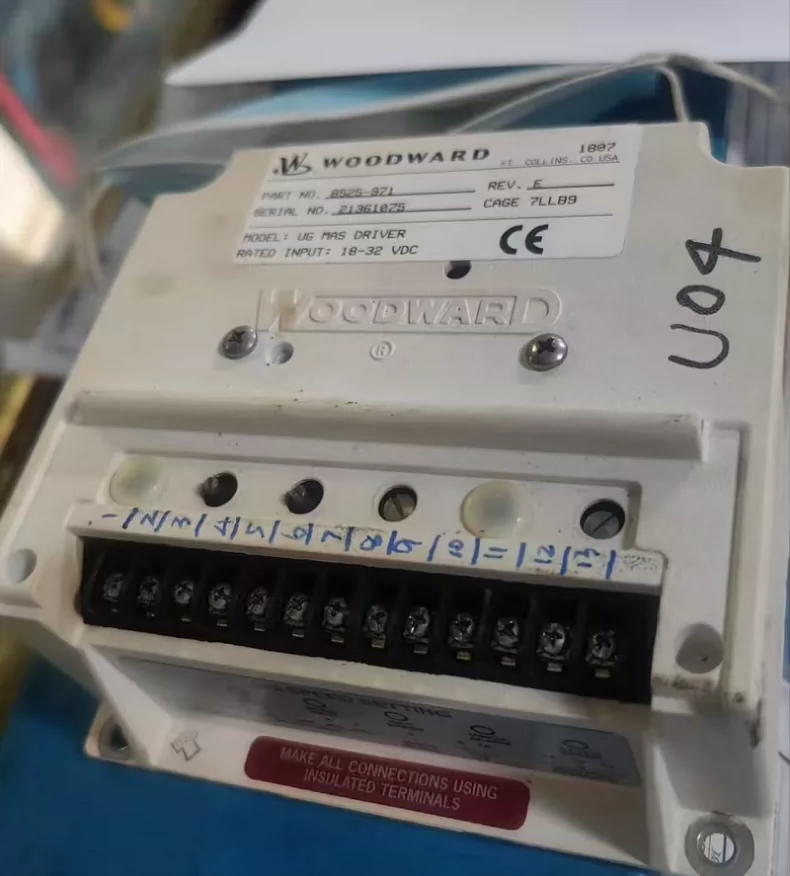 WOODWARD
FT. COLLINS, CO USA
1807
PART NO. 8525-971
REV. E
SERIAL NO. 21361075
CAGE 7LLB9
MODEL: UG MAS DRIVER
RATED INPUT: 18-32 VDC
CE
U04
WOODWARD
®
1 2 3 4 5 6 7 8 9 10 11 12 13
SPEED SETTING
MAKE ALL CONNECTIONS USING
INSULATED TERMINALS